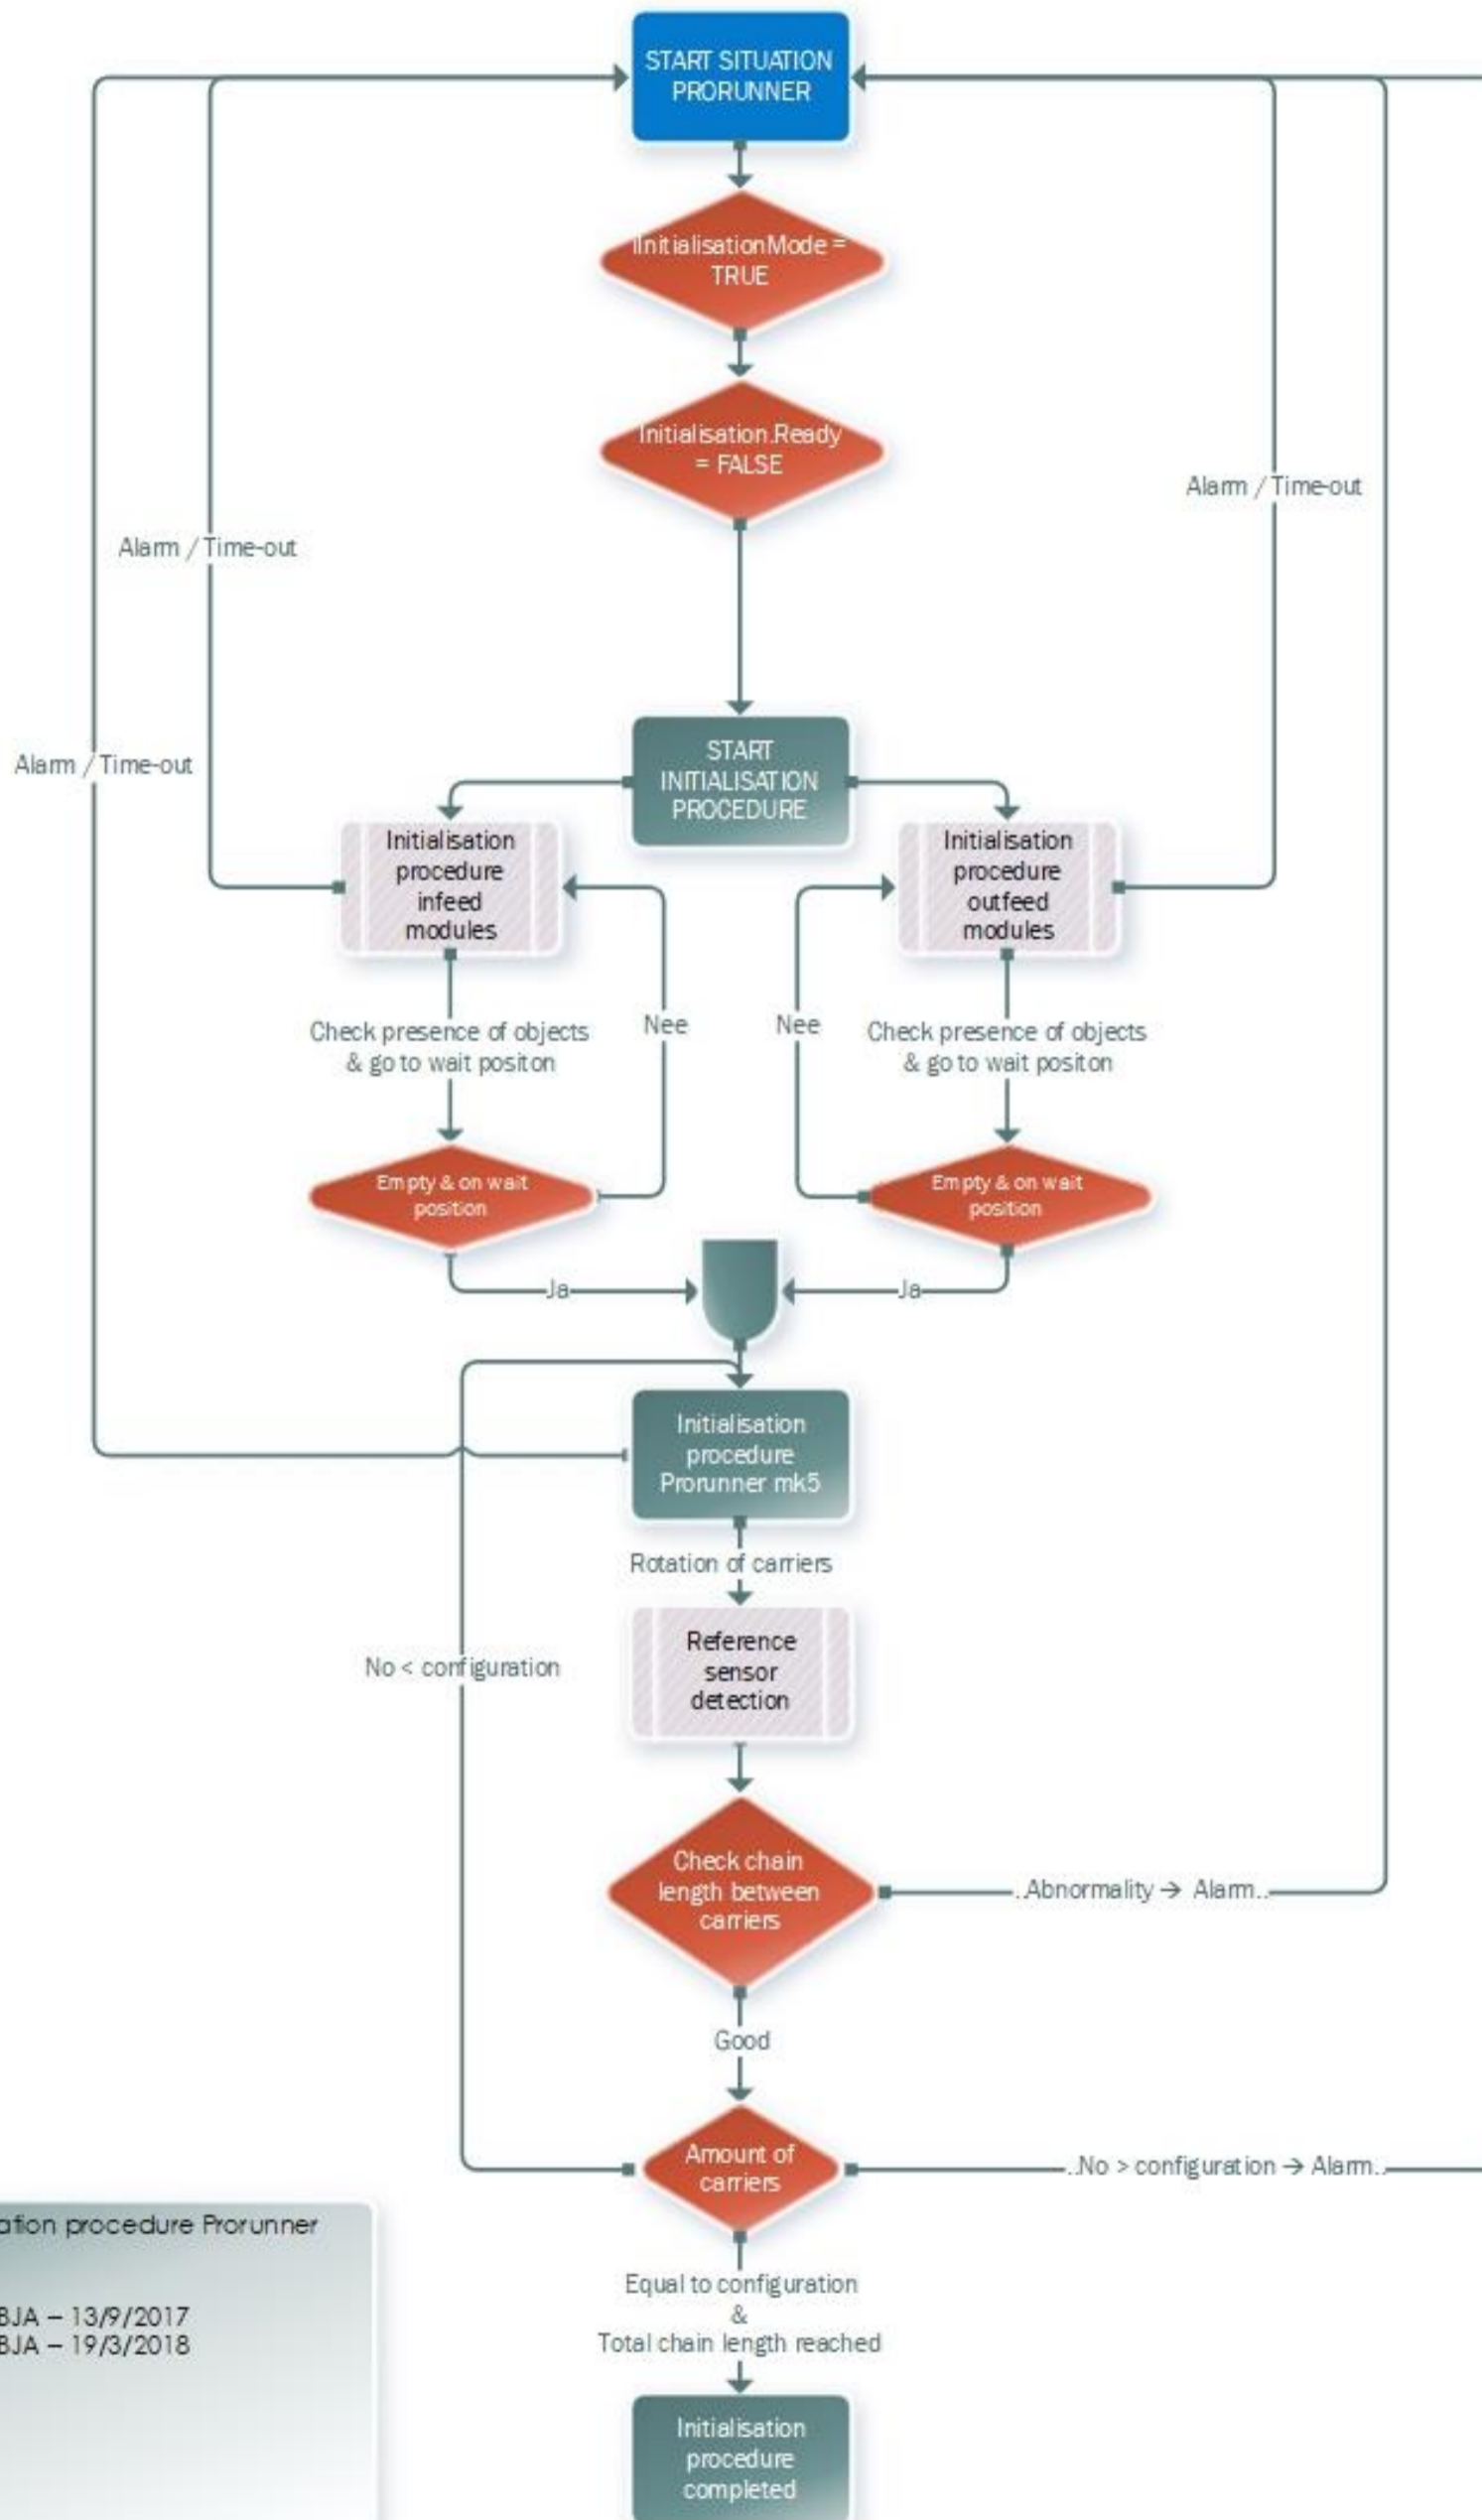 START SITUATION
PRORUNNER
InitialisationMode =
TRUE
Initialisation.Ready
= FALSE
Alarm / Time-out
Alarm / Time-out
Alarm / Time-out
START
INITIALISATION
PROCEDURE
Initialisation
procedure
infeed
modules
Initialisation
procedure
outfeed
modules
Check presence of objects
& go to wait positon
Nee
Nee
Check presence of objects
& go to wait positon
Empty & on wait
position
Empty & on wait
position
Ja
Ja
Initialisation
procedure
Prorunner mk5
Rotation of carriers
Reference
sensor
detection
No < configuration
Check chain
length between
carriers
..Abnormality → Alarm..
Good
Amount of
carriers
..No > configuration → Alarm..
ation procedure Prorunner
BJA – 13/9/2017
BJA – 19/3/2018
Equal to configuration
&
Total chain length reached
Initialisation
procedure
completed